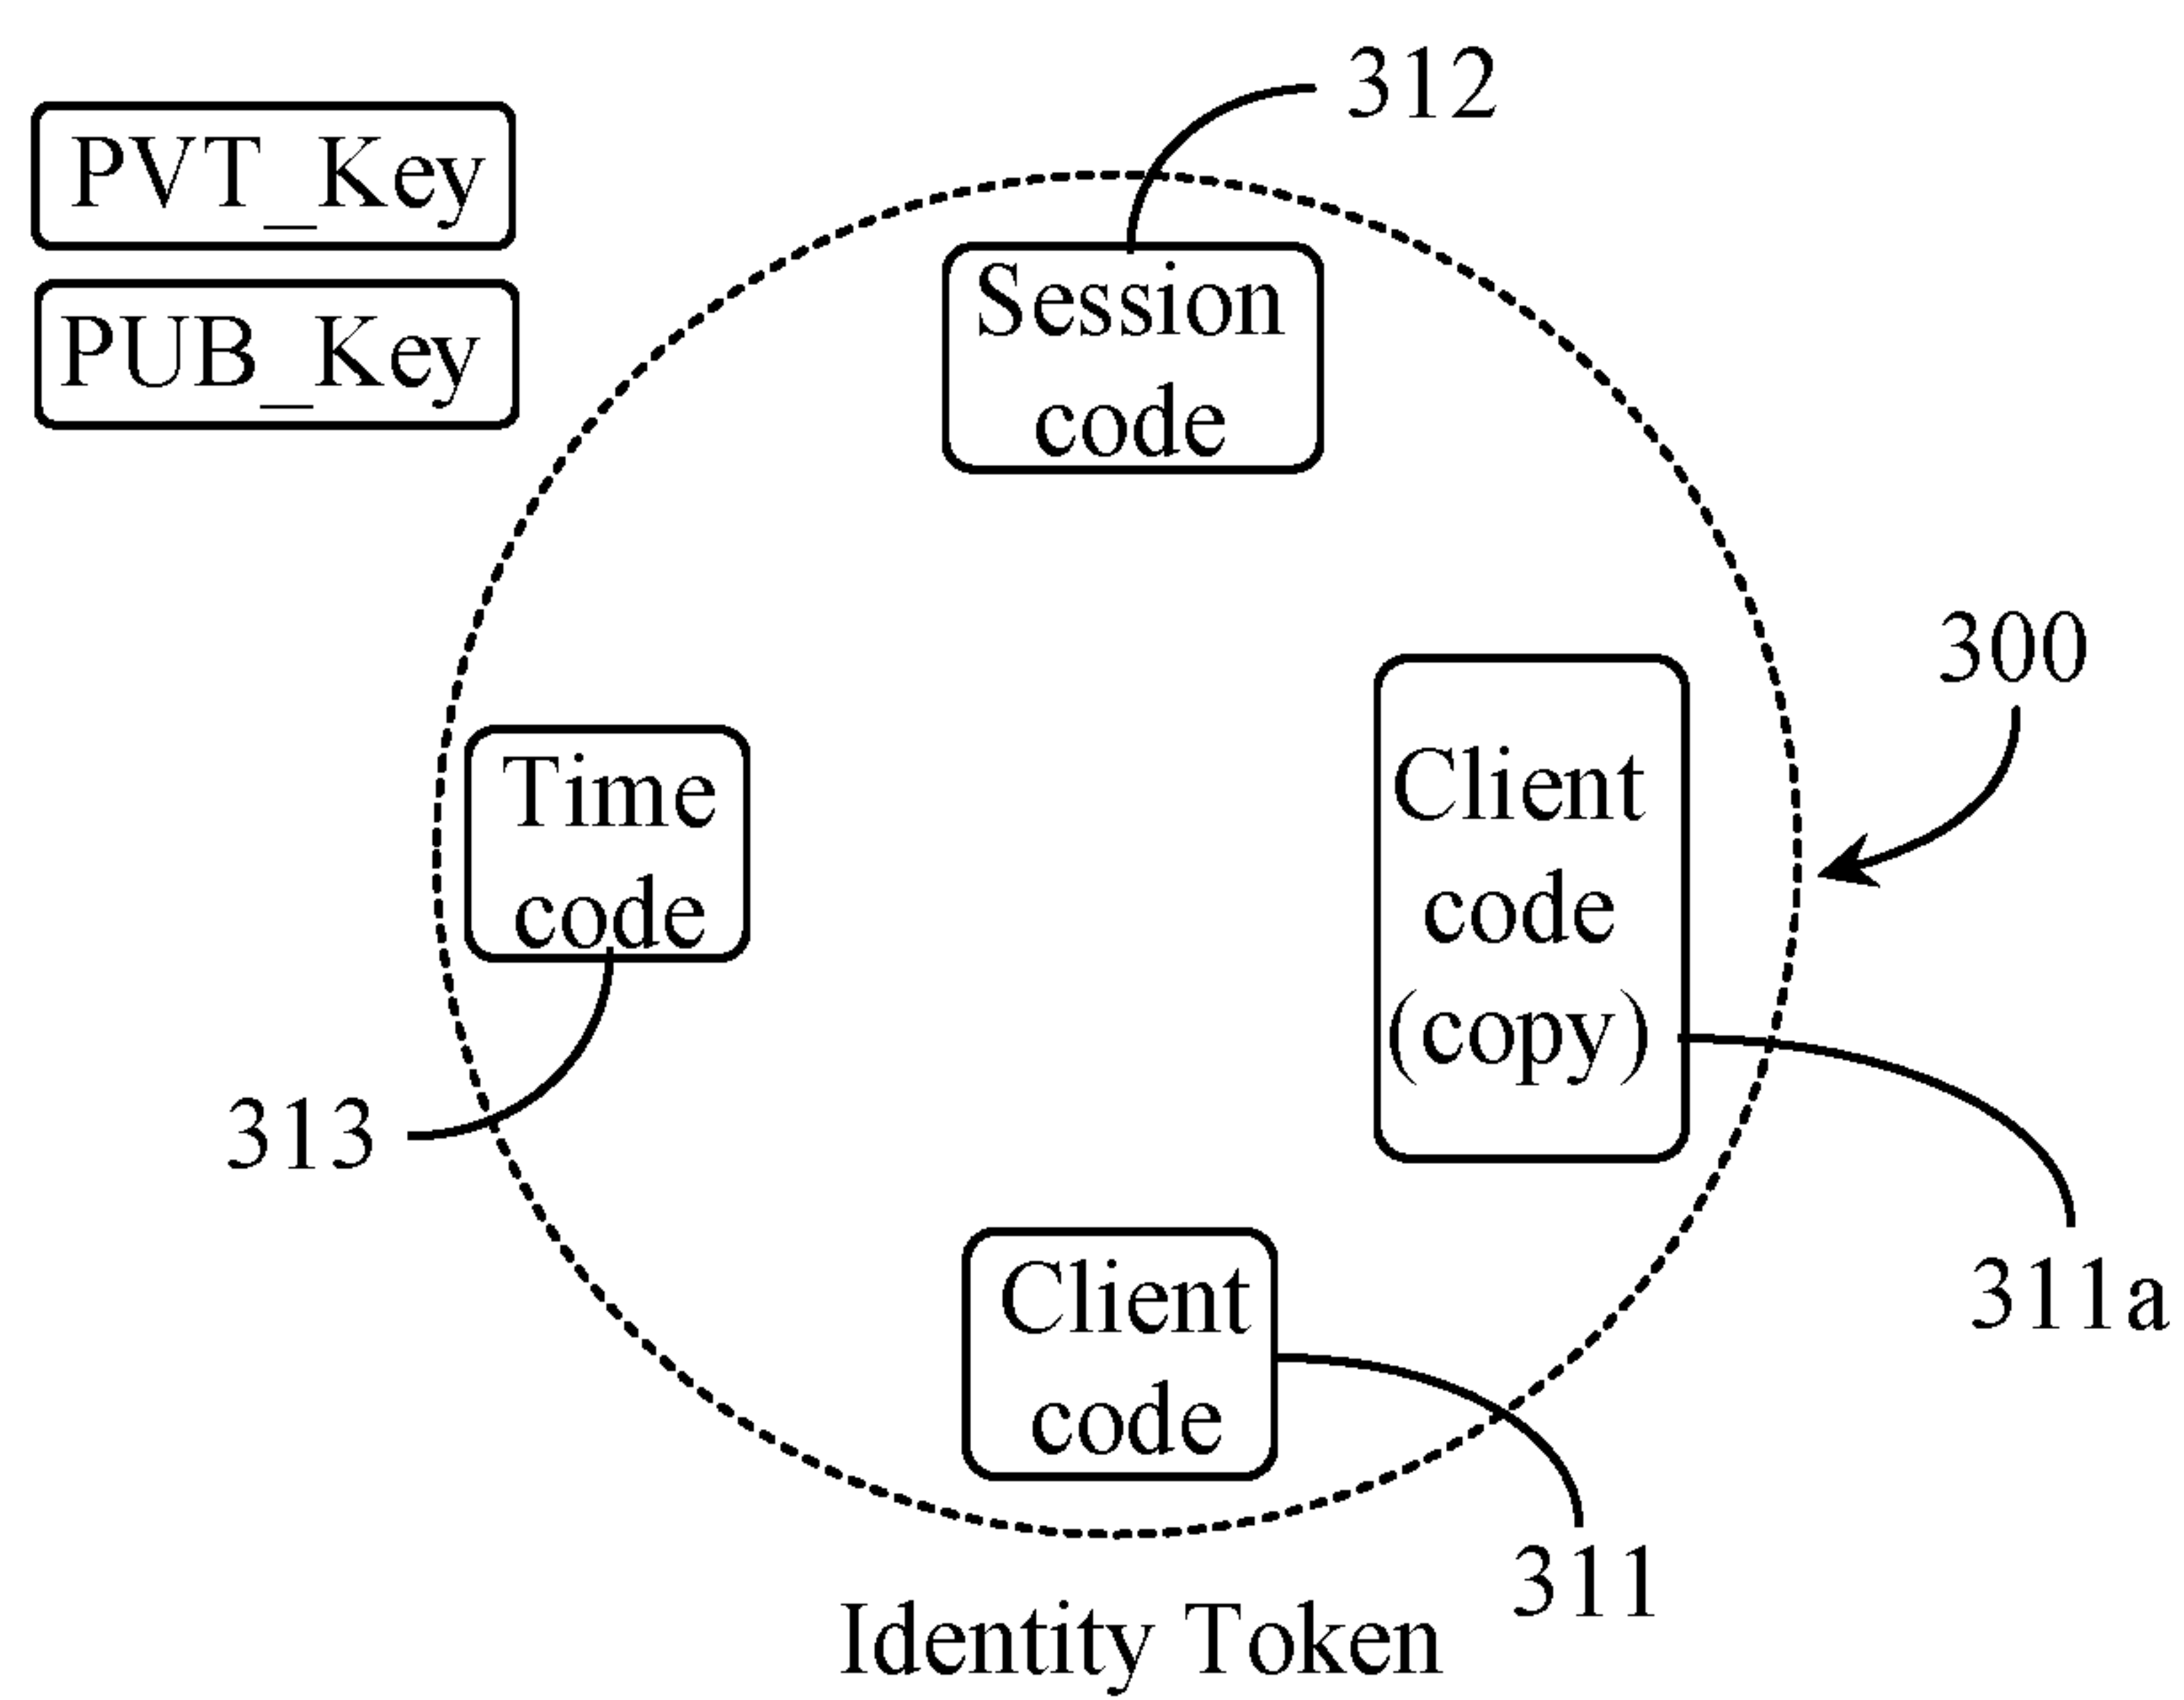 312
PVT_Key
PUB_Key
Session
code
300
Time
code
Client
code
(copy)
313
311a
Client
code
311
Identity Token